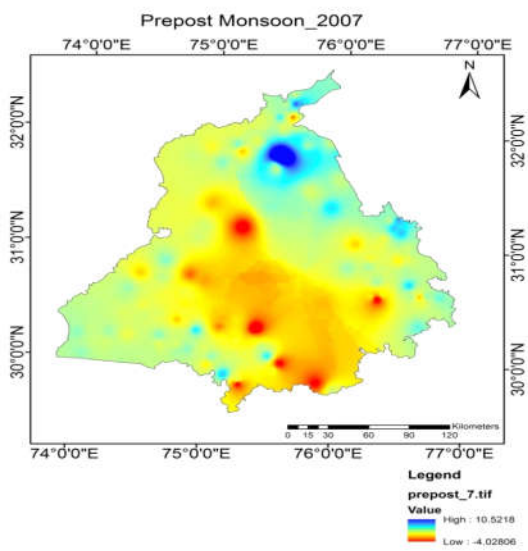 Prepost Monsoon_2007
74°0'0"E 75°0'0"E 76°0'0"E 77°0'0"E
N
32°0'0"N 32°0'0"N
31°0'0"N 31°0'0"N
30°0'0"N 30°0'0"N
Kilometers
0 15 30 60 90 120
74°0'0"E 75°0'0"E 76°0'0"E 77°0'0"E
Legend
prepost_7.tif
Value
High : 10.5218
Low : -4.02806